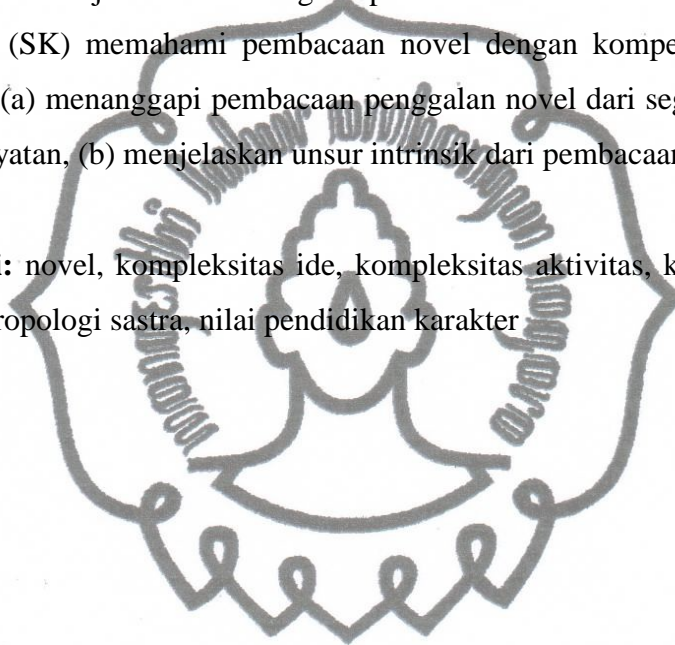 (SK) memahami pembacaan novel dengan kompe
(a) menanggapi pembacaan penggalan novel dari seg
yatan, (b) menjelaskan unsur intrinsik dari pembacaan
i: novel, kompleksitas ide, kompleksitas aktivitas, k
ropologi sastra, nilai pendidikan karakter